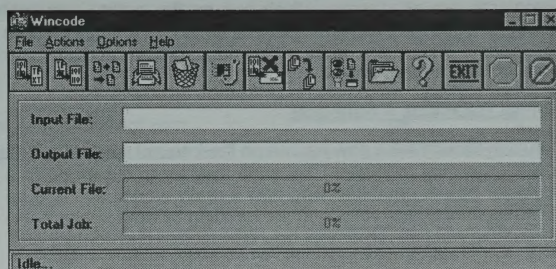 Wincode
File Actions Options Help
EXIT
Input File:
Output File:
Current File: 0%
Total Job: 0%
Idle...